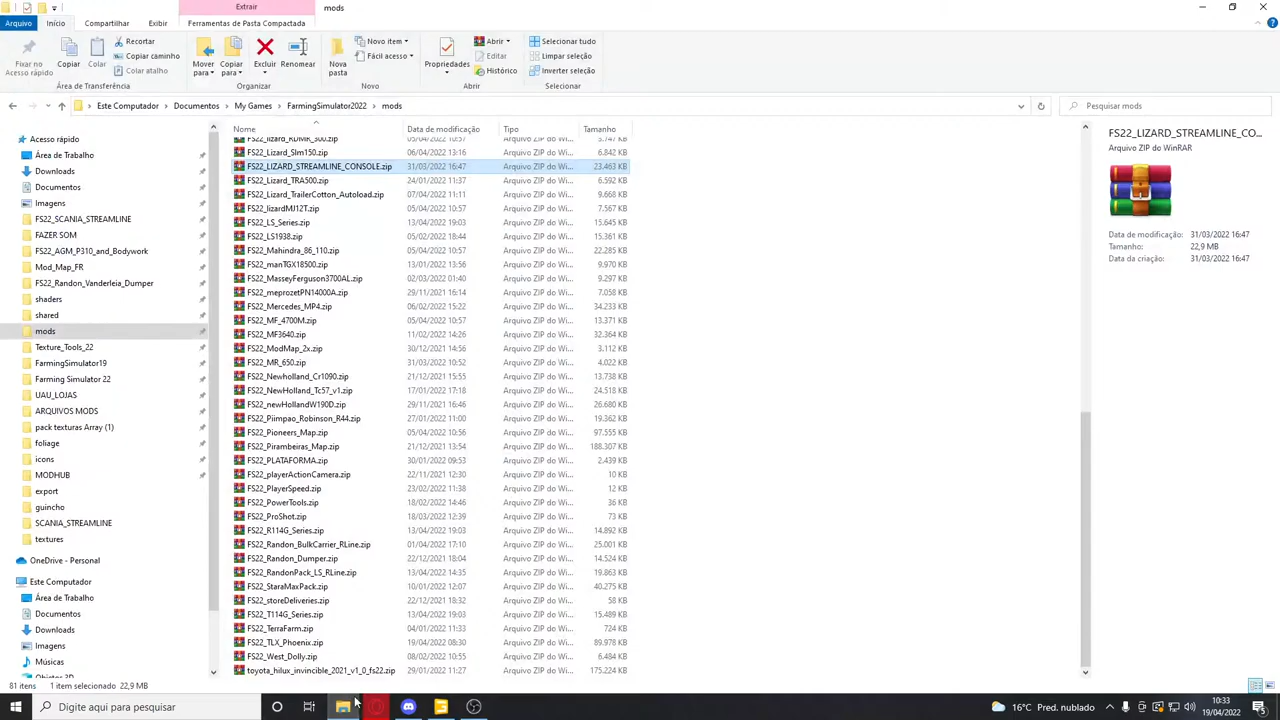 Extrair
mods
Arquivo
Início
Compartilhar
Exibir
Ferramentas de Pasta Compactada
Fixar no Acesso rápido
Copiar
Colar
Recortar
Copiar caminho
Colar atalho
Mover para
Copiar para
Excluir
Renomear
Nova pasta
Novo item
Fácil acesso
Propriedades
Abrir
Editar
Histórico
Selecionar tudo
Limpar seleção
Inverter seleção
Área de Transferência
Organizar
Novo
Abrir
Selecionar
Este Computador > Documentos > My Games > FarmingSimulator2022 > mods
Pesquisar mods
Acesso rápido
Área de Trabalho
Downloads
Documentos
Imagens
FS22_SCANIA_STREAMLINE
FAZER SOM
FS22_AGM_P310_and_Bodywork
Mod_Map_FR
FS22_Randon_Vanderleia_Dumper
shaders
shared
mods
Texture_Tools_22
FarmingSimulator19
Farming Simulator 22
UAU_LOJAS
ARQUIVOS MODS
pack texturas Array (1)
foliage
icons
MODHUB
export
guincho
SCANIA_STREAMLINE
textures
OneDrive - Personal
Este Computador
Área de Trabalho
Documentos
Downloads
Imagens
Músicas
Objetos 3D
Nome Data de modificação Tipo Tamanho
FS22_lizard_RDMR_300.zip 05/04/2022 10:57 Arquivo ZIP do Wi... 3.747 KB
FS22_Lizard_Slm150.zip 06/04/2022 13:16 Arquivo ZIP do Wi... 6.842 KB
FS22_LIZARD_STREAMLINE_CONSOLE.zip 31/03/2022 16:47 Arquivo ZIP do Wi... 23.463 KB
FS22_Lizard_TRA500.zip 24/01/2022 11:37 Arquivo ZIP do Wi... 6.592 KB
FS22_Lizard_TrailerCotton_Autoload.zip 07/04/2022 11:11 Arquivo ZIP do Wi... 9.668 KB
FS22_lizardMJ12T.zip 05/04/2022 10:57 Arquivo ZIP do Wi... 7.567 KB
FS22_LS_Series.zip 13/04/2022 19:03 Arquivo ZIP do Wi... 15.645 KB
FS22_LS1938.zip 05/02/2022 18:44 Arquivo ZIP do Wi... 15.361 KB
FS22_Mahindra_86_110.zip 05/04/2022 10:57 Arquivo ZIP do Wi... 22.285 KB
FS22_manTGX18500.zip 13/01/2022 13:56 Arquivo ZIP do Wi... 9.970 KB
FS22_MasseyFerguson3700AL.zip 02/03/2022 01:40 Arquivo ZIP do Wi... 9.297 KB
FS22_meprozetPN14000A.zip 29/11/2021 16:14 Arquivo ZIP do Wi... 7.058 KB
FS22_Mercedes_MP4.zip 06/02/2022 15:22 Arquivo ZIP do Wi... 34.233 KB
FS22_MF_4700M.zip 05/04/2022 10:57 Arquivo ZIP do Wi... 13.371 KB
FS22_MF3640.zip 11/02/2022 14:26 Arquivo ZIP do Wi... 32.364 KB
FS22_ModMap_2x.zip 30/12/2021 14:56 Arquivo ZIP do Wi... 3.112 KB
FS22_MR_650.zip 31/03/2022 10:52 Arquivo ZIP do Wi... 4.022 KB
FS22_Newholland_Cr1090.zip 21/12/2021 15:55 Arquivo ZIP do Wi... 13.738 KB
FS22_NewHolland_Tc57_v1.zip 17/01/2022 17:18 Arquivo ZIP do Wi... 24.518 KB
FS22_newHollandW190D.zip 29/11/2021 16:46 Arquivo ZIP do Wi... 26.680 KB
FS22_Piimpao_Robinson_R44.zip 27/01/2022 11:00 Arquivo ZIP do Wi... 19.362 KB
FS22_Pioneers_Map.zip 05/04/2022 10:56 Arquivo ZIP do Wi... 97.555 KB
FS22_Pirambeiras_Map.zip 21/12/2021 13:54 Arquivo ZIP do Wi... 188.307 KB
FS22_PLATAFORMA.zip 30/01/2022 09:53 Arquivo ZIP do Wi... 2.439 KB
FS22_playerActionCamera.zip 22/11/2021 12:30 Arquivo ZIP do Wi... 10 KB
FS22_PlayerSpeed.zip 23/02/2022 11:38 Arquivo ZIP do Wi... 12 KB
FS22_PowerTools.zip 18/02/2022 14:46 Arquivo ZIP do Wi... 36 KB
FS22_ProShot.zip 18/03/2022 12:39 Arquivo ZIP do Wi... 73 KB
FS22_R114G_Series.zip 13/04/2022 19:03 Arquivo ZIP do Wi... 14.892 KB
FS22_Randon_BulkCarrier_RLine.zip 01/04/2022 17:10 Arquivo ZIP do Wi... 25.001 KB
FS22_Randon_Dumper.zip 22/12/2021 18:04 Arquivo ZIP do Wi... 14.524 KB
FS22_RandonPack_LS_RLine.zip 13/04/2022 14:35 Arquivo ZIP do Wi... 19.863 KB
FS22_StaraMaxPack.zip 10/01/2022 12:07 Arquivo ZIP do Wi... 40.275 KB
FS22_storeDeliveries.zip 22/12/2021 18:32 Arquivo ZIP do Wi... 58 KB
FS22_T114G_Series.zip 13/04/2022 19:03 Arquivo ZIP do Wi... 15.489 KB
FS22_TerraFarm.zip 04/01/2022 11:33 Arquivo ZIP do Wi... 724 KB
FS22_TLX_Phoenix.zip 19/04/2022 08:30 Arquivo ZIP do Wi... 89.978 KB
FS22_West_Dolly.zip 08/02/2022 10:55 Arquivo ZIP do Wi... 6.484 KB
toyota_hilux_invincible_2021_v1_0_fs22.zip 29/01/2022 11:27 Arquivo ZIP do Wi... 175.224 KB
FS22_LIZARD_STREAMLINE_CO...
Arquivo ZIP do WinRAR
Data de modificação: 31/03/2022 16:47
Tamanho: 22,9 MB
Data da criação: 31/03/2022 16:47
81 itens 1 item selecionado 22,9 MB
Digite aqui para pesquisar
16°C Pred. nublado
10:33
19/04/2022